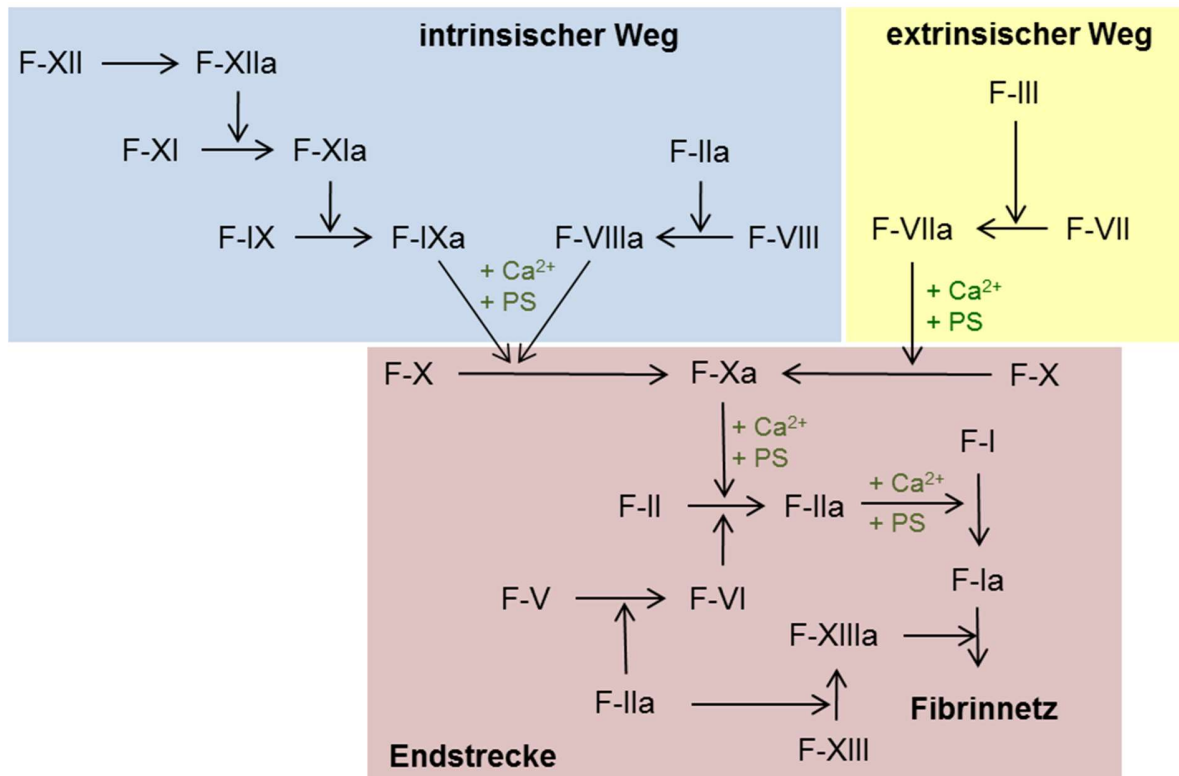 intrinsischer Weg
F-XII F-XIIa
F-XI F-XIa F-IIa
F-IX F-IXa F-VIIIa F-VIII
+ Ca²⁺
+ PS
extrinsischer Weg
F-III
F-VIIa F-VII
+ Ca²⁺
+ PS
F-X F-Xa F-X
+ Ca²⁺
+ PS
F-I
F-II F-IIa + Ca²⁺
+ PS
F-Ia
F-V F-VI
F-XIIIa
F-IIa
Fibrinnetz
F-XIII
Endstrecke